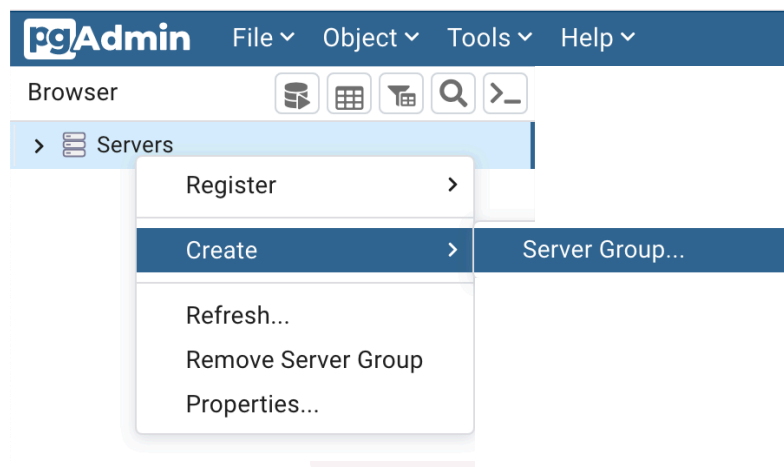 pgAdmin File Object Tools Help
Browser
Servers
Register
Create Server Group...
Refresh...
Remove Server Group
Properties...